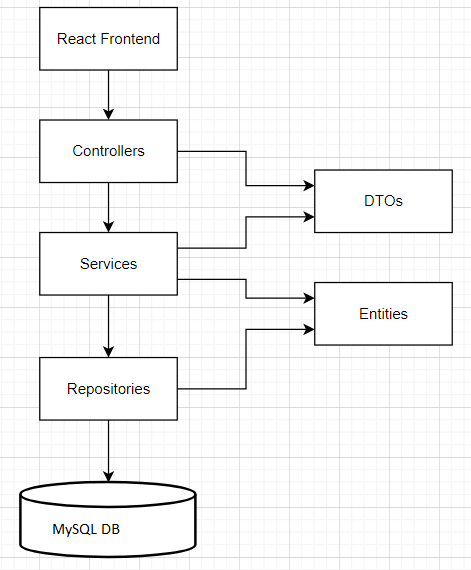 React Frontend
Controllers
DTOs
Services
Entities
Repositories
MySQL DB